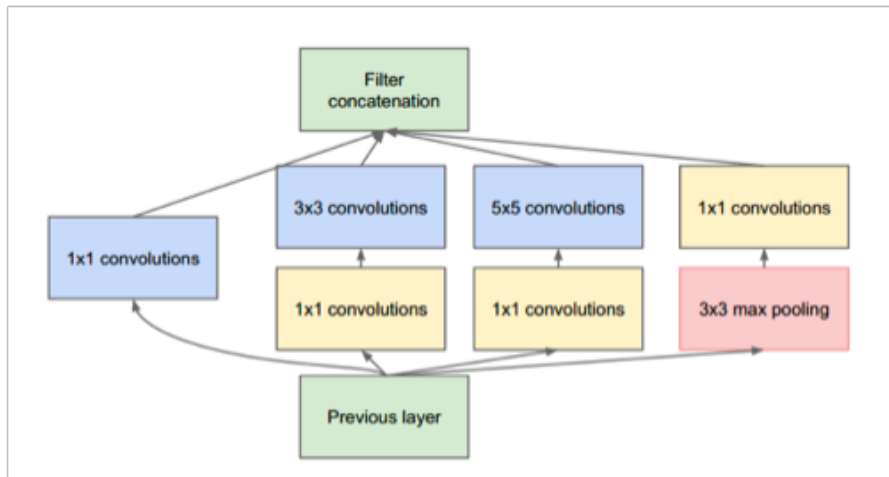 Filter
concatenation
3x3 convolutions
5x5 convolutions
1x1 convolutions
1x1 convolutions
1x1 convolutions
1x1 convolutions
3x3 max pooling
Previous layer